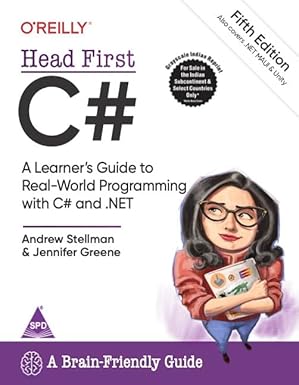 O'REILLY®
Fifth Edition
Also covers .NET MAUI & Unity
Head First
C#
Grayscale Indian Reprint
For Sale in
the Indian
Subcontinent &
Select Countries
Only*
A Learner's Guide to
Real-World Programming
with C# and .NET
Andrew Stellman
& Jennifer Greene
SPD
A Brain-Friendly Guide